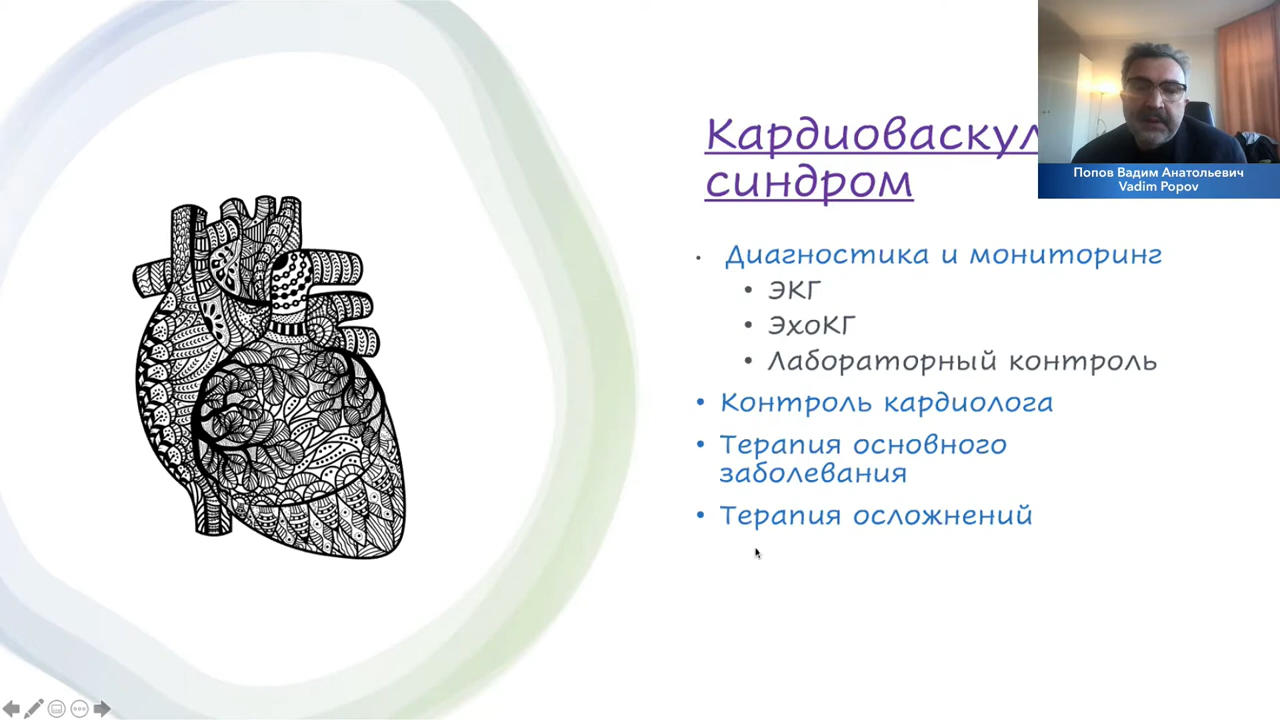 Кардиоваскул
синдром
Попов Вадим Анатольевич
Vadim Popov
• Диагностика и мониторинг
• ЭКГ
• ЭхоКГ
• Лабораторный контроль
• Контроль кардиолога
• Терапия основного
заболевания
• Терапия осложнений